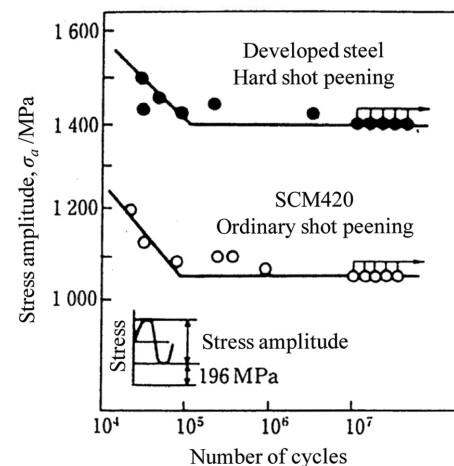 1 600
Developed steel
Hard shot peening
1 400
Stress amplitude, σₐ /MPa
SCM420
Ordinary shot peening
1 200
1 000
Stress
Stress amplitude
196 MPa
10⁴ 10⁵ 10⁶ 10⁷
Number of cycles